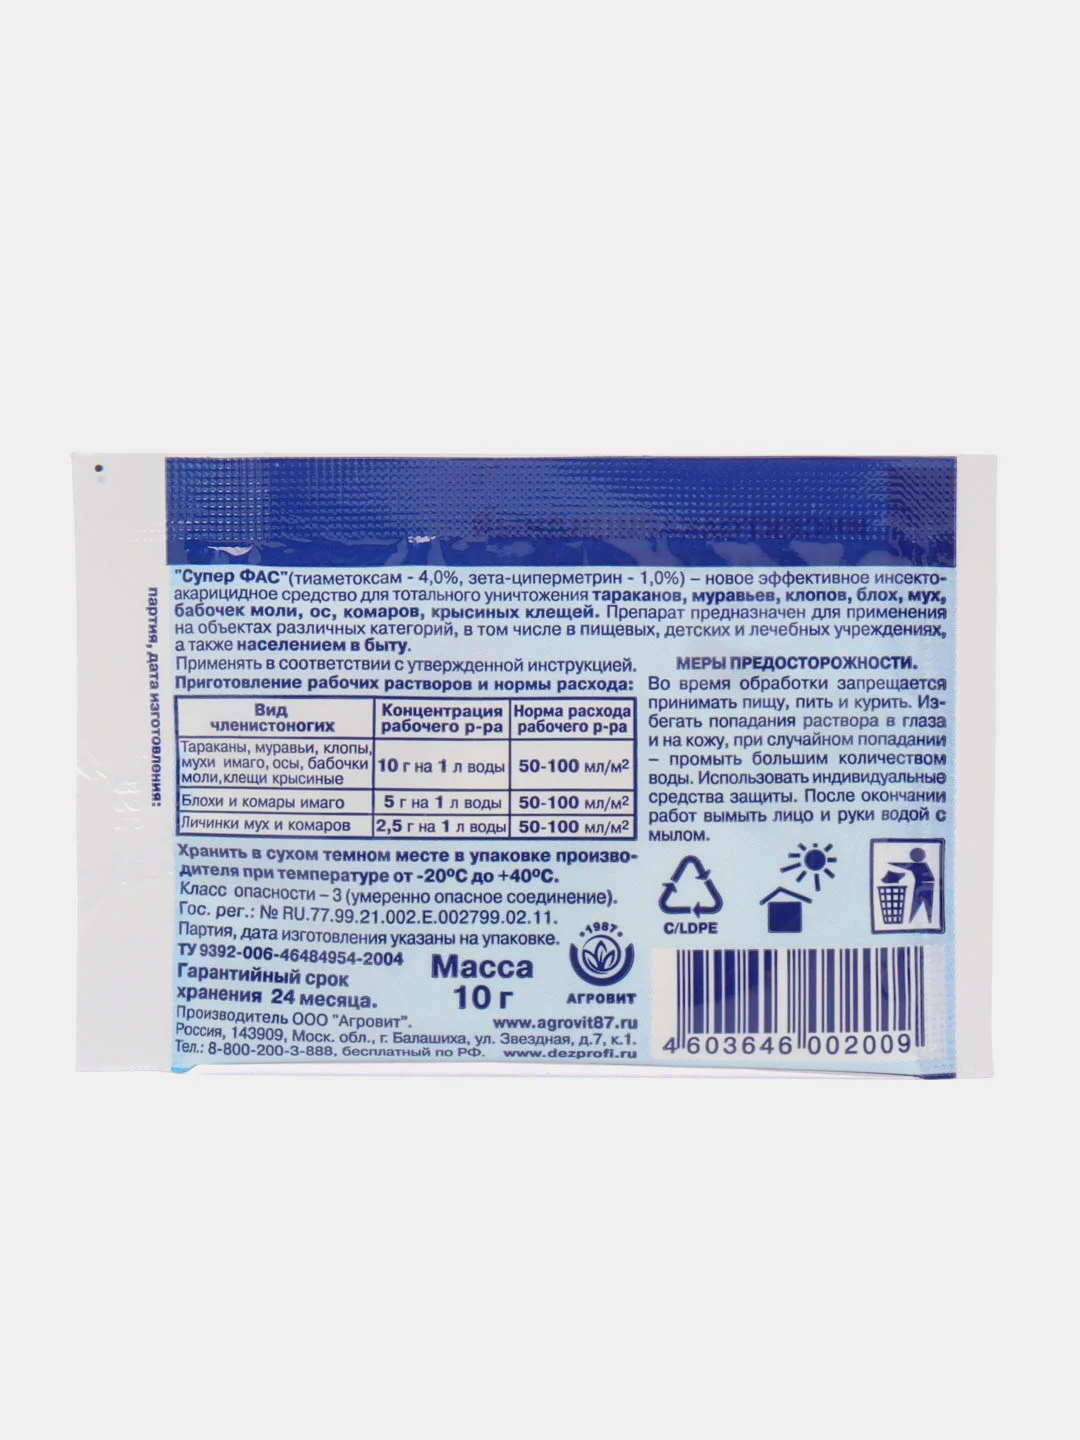 "Супер ФАС"(тиаметоксам - 4,0%, зета-циперметрин - 1,0%) – новое эффективное инсекто-
акарицидное средство для тотального уничтожения тараканов, муравьев, клопов, блох, мух,
бабочек моли, ос, комаров, крысиных клещей. Препарат предназначен для применения
на объектах различных категорий, в том числе в пищевых, детских и лечебных учреждениях,
а также населением в быту.
Применять в соответствии с утвержденной инструкцией.
Приготовление рабочих растворов и нормы расхода:
Вид членистоногих
Концентрация рабочего р-ра
Норма расхода рабочего р-ра
Тараканы, муравьи, клопы,
мухи имаго, осы, бабочки
моли,клещи крысиные
10 г на 1 л воды
50-100 мл/м²
Блохи и комары имаго
5 г на 1 л воды
50-100 мл/м²
Личинки мух и комаров
2,5 г на 1 л воды
50-100 мл/м²
Хранить в сухом темном месте в упаковке произво-
дителя при температуре от -20ºС до +40ºС.
Класс опасности – 3 (умеренно опасное соединение).
Гос. рег.: № RU.77.99.21.002.E.002799.02.11.
Партия, дата изготовления указаны на упаковке.
ТУ 9392-006-46484954-2004
Гарантийный срок
хранения 24 месяца.
Масса
10 г
1987
АГРОВИТ
Производитель ООО "Агровит".
www.agrovit87.ru
Россия, 143909, Моск. обл., г. Балашиха, ул. Звездная, д.7, к.1.
Тел.: 8-800-200-3-888, бесплатный по РФ. www.dezprofi.ru
МЕРЫ ПРЕДОСТОРОЖНОСТИ.
Во время обработки запрещается
принимать пищу, пить и курить. Из-
бегать попадания раствора в глаза
и на кожу, при случайном попадании
– промыть большим количеством
воды. Использовать индивидуальные
средства защиты. После окончании
работ вымыть лицо и руки водой с
мылом.
C/LDPE
4 603646 002009
партия, дата изготовления: